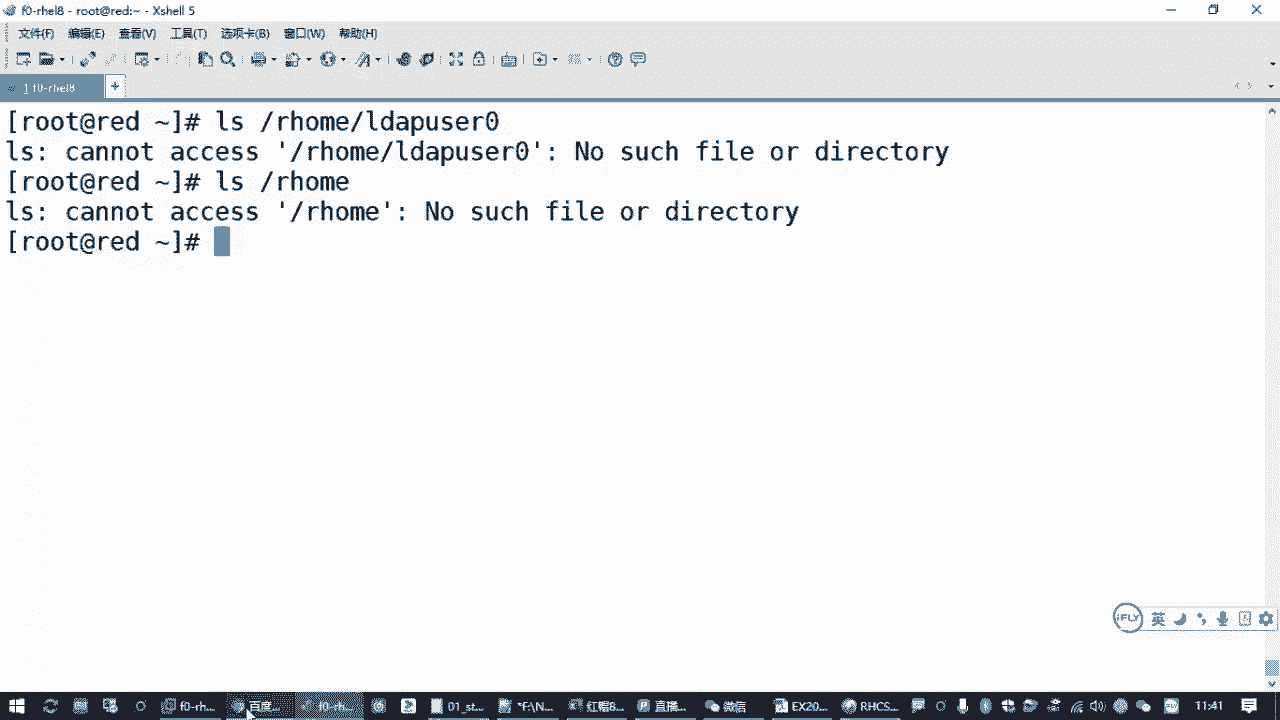 f0-rhel8 - root@red:~ - Xshell 5
文件(F) 编辑(E) 查看(V) 工具(T) 选项卡(B) 窗口(W) 帮助(H)
1 f0-rhel8
[root@red ~]# ls /rhome/ldapuser0
ls: cannot access '/rhome/ldapuser0': No such file or directory
[root@red ~]# ls /rhome
ls: cannot access '/rhome': No such file or directory
[root@red ~]#
iFLY 英
f0-rh... 百度... f0-rh... 01_st... *F:\N... 红帽8... 直播... 微信 EX20... RHCS... 11:41